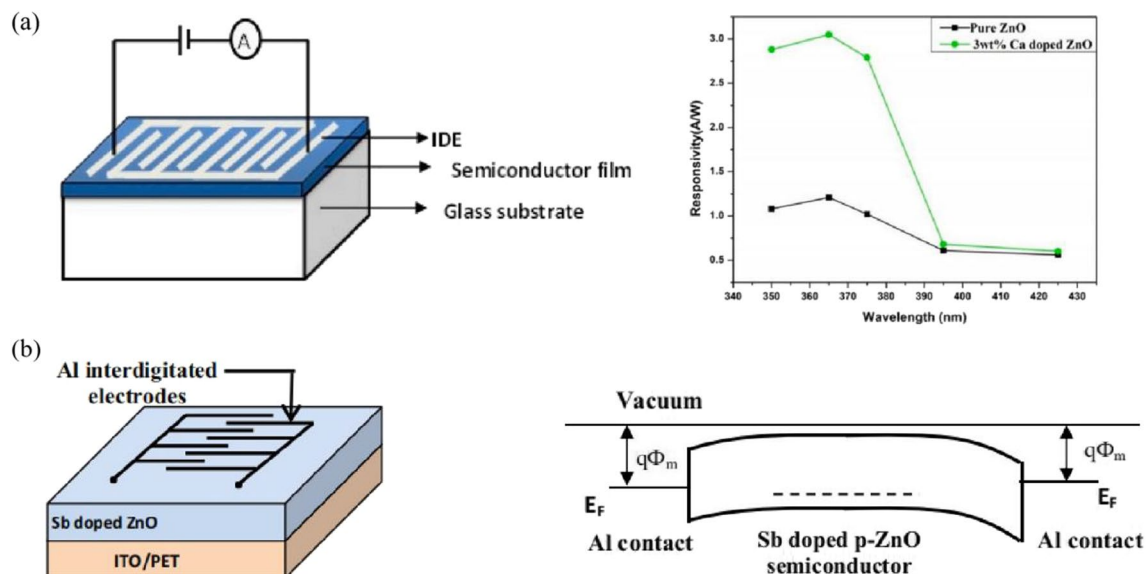 (a)
A
IDE
Semiconductor film
Glass substrate
Pure ZnO
3wt% Ca doped ZnO
Responsivity(A/W)
3.0
2.5
2.0
1.5
1.0
0.5
340 350 360 370 380 390 400 410 420 430
Wavelength (nm)
(b)
Al interdigitated
electrodes
Sb doped ZnO
ITO/PET
Vacuum
qΦm
qΦm
EF
EF
Al contact
Sb doped p-ZnO
semiconductor
Al contact